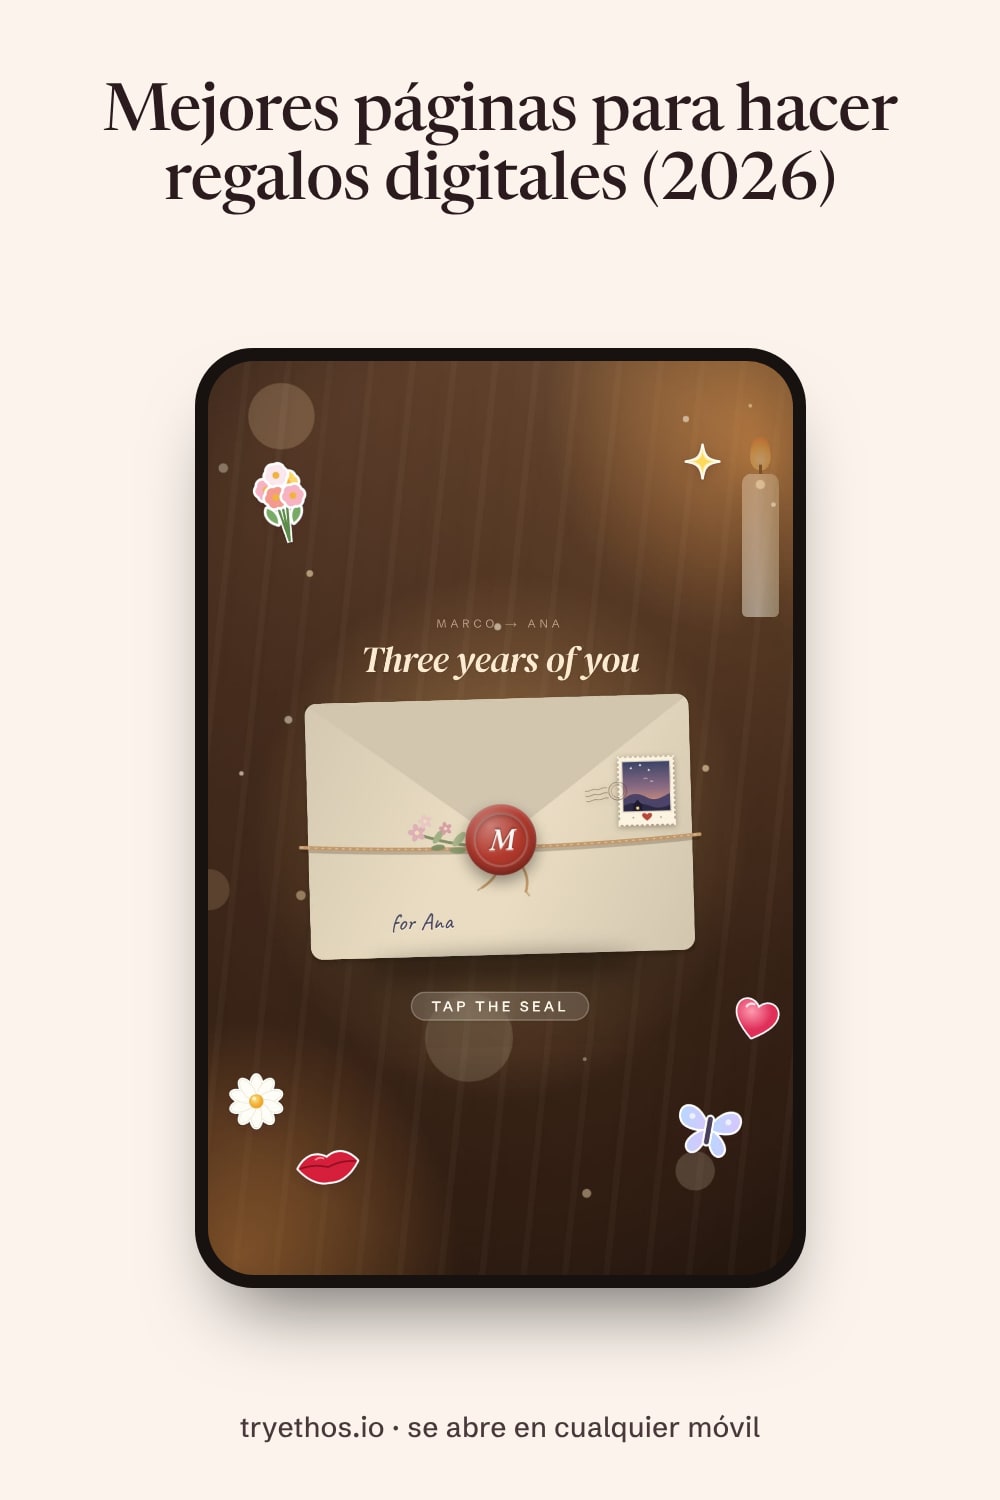 Mejores páginas para hacer
regalos digitales (2026)
MARCO → ANA
Three years of you
M
for Ana
TAP THE SEAL
tryethos.io · se abre en cualquier móvil